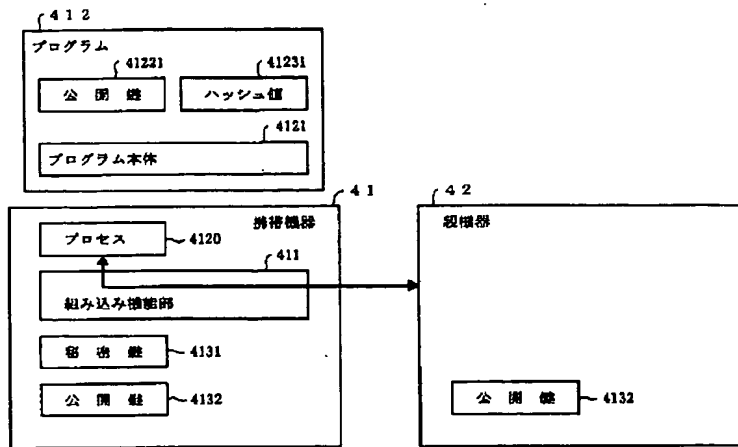 412
プログラム
41221
41231
公開鍵
ハッシュ値
4121
プログラム本体
41
42
携帯機器
親機器
プロセス
4120
411
組み込み機能部
秘密鍵
4131
公開鍵
4132
公開鍵
4132